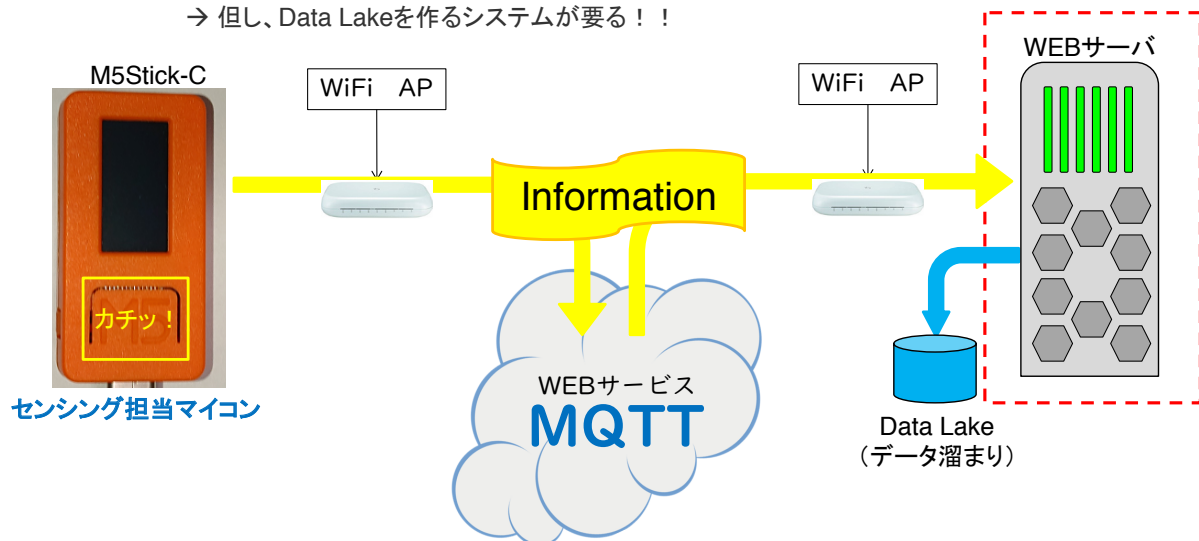 → 但し、Data Lakeを作るシステムが要る！！
WEBサーバ
M5Stick-C
WiFi AP
WiFi AP
Information
M5
カチッ！
センシング担当マイコン
WEBサービス
MQTT
Data Lake
（データ溜まり）